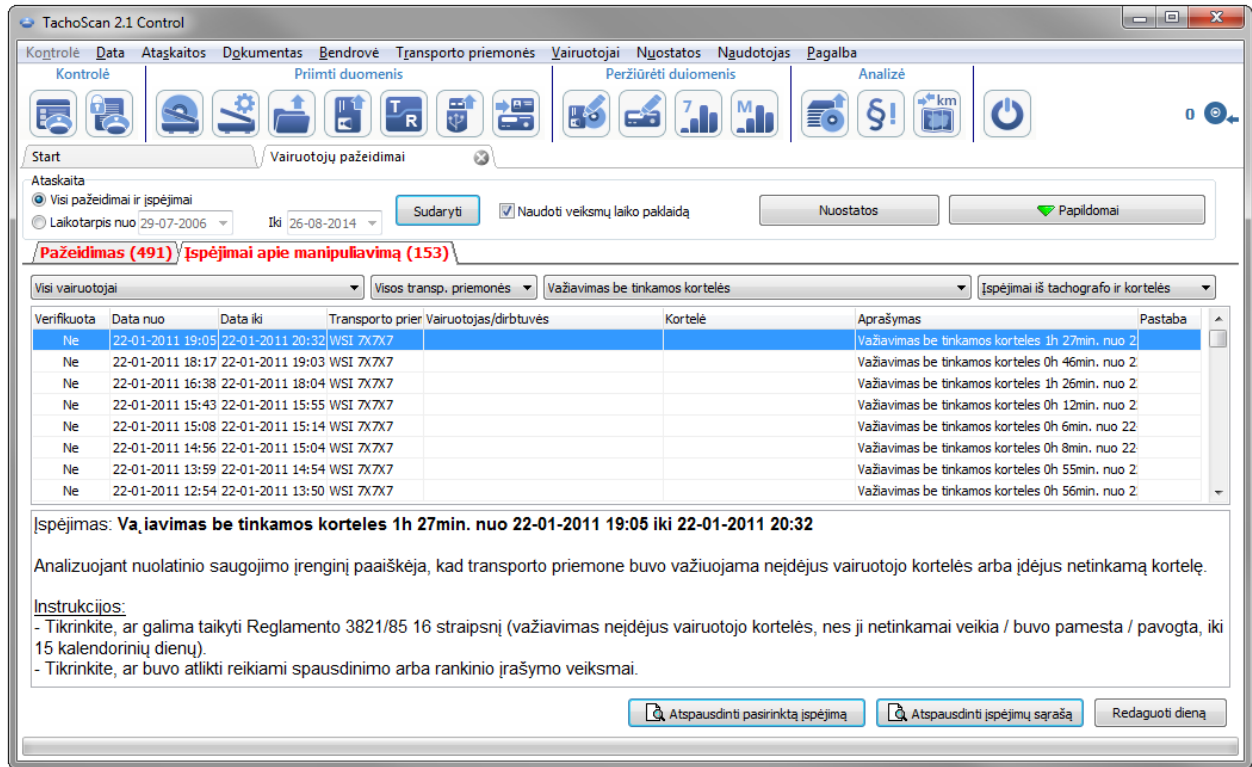 TachoScan 2.1 Control
Kontrolė Data Ataskaitos Dokumentas Bendrovė Transporto priemonės Vairuotojai Nuostatos Naudotojas Pagalba
Kontrolė Priimti duomenis Peržiūrėti duiomenis Analizė
T R 7 M §! km 0
Start Vairuotojų pažeidimai
Ataskaita
Visi pažeidimai ir įspėjimai
Laikotarpis nuo 29-07-2006 Iki 26-08-2014 Sudaryti Naudoti veiksmų laiko paklaidą Nuostatos Papildomai
Pažeidimas (491) Įspėjimai apie manipuliavimą (153)
Visi vairuotojai Visos transp. priemonės Važiavimas be tinkamos kortelės Įspėjimai iš tachografo ir kortelės
Verifikuota Data nuo Data iki Transporto prier Vairuotojas/dirbtuvės Kortelė Aprašymas Pastaba
Ne 22-01-2011 19:05 22-01-2011 20:32 WSI 7X7X7 Važiavimas be tinkamos korteles 1h 27min. nuo 2
Ne 22-01-2011 18:17 22-01-2011 19:03 WSI 7X7X7 Važiavimas be tinkamos korteles 0h 46min. nuo 2
Ne 22-01-2011 16:38 22-01-2011 18:04 WSI 7X7X7 Važiavimas be tinkamos korteles 1h 26min. nuo 2
Ne 22-01-2011 15:43 22-01-2011 15:55 WSI 7X7X7 Važiavimas be tinkamos korteles 0h 12min. nuo 2
Ne 22-01-2011 15:08 22-01-2011 15:14 WSI 7X7X7 Važiavimas be tinkamos korteles 0h 6min. nuo 22
Ne 22-01-2011 14:56 22-01-2011 15:04 WSI 7X7X7 Važiavimas be tinkamos korteles 0h 8min. nuo 22
Ne 22-01-2011 13:59 22-01-2011 14:54 WSI 7X7X7 Važiavimas be tinkamos korteles 0h 55min. nuo 2
Ne 22-01-2011 12:54 22-01-2011 13:50 WSI 7X7X7 Važiavimas be tinkamos korteles 0h 56min. nuo 2
Įspėjimas: Va˛iavimas be tinkamos korteles 1h 27min. nuo 22-01-2011 19:05 iki 22-01-2011 20:32
Analizuojant nuolatinio saugojimo įrenginį paaiškėja, kad transporto priemone buvo važiuojama neįdėjus vairuotojo kortelės arba įdėjus netinkamą kortelę.
Instrukcijos:
- Tikrinkite, ar galima taikyti Reglamento 3821/85 16 straipsnį (važiavimas neįdėjus vairuotojo kortelės, nes ji netinkamai veikia / buvo pamesta / pavogta, iki
15 kalendorinių dienų).
- Tikrinkite, ar buvo atlikti reikiami spausdinimo arba rankinio įrašymo veiksmai.
Atspausdinti pasirinktą įspėjimą Atspausdinti įspėjimų sąrašą Redaguoti dieną